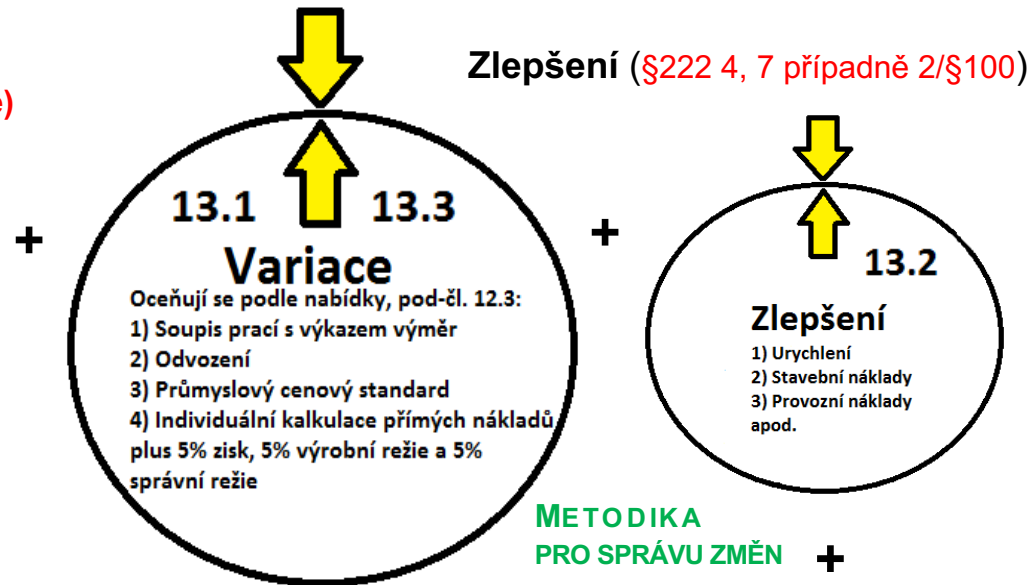 Zlepšení (§222 4, 7 případně 2/§100)
)
+
13.1
13.3
Variace
Oceňují se podle nabídky, pod-čl. 12.3:
1) Soupis prací s výkazem výměr
2) Odvození
3) Průmyslový cenový standard
4) Individuální kalkulace přímých nákladů
plus 5% zisk, 5% výrobní režie a 5%
správní režie
+
13.2
Zlepšení
1) Urychlení
2) Stavební náklady
3) Provozní náklady
apod.
METODIKA
PRO SPRÁVU ZMĚN
+